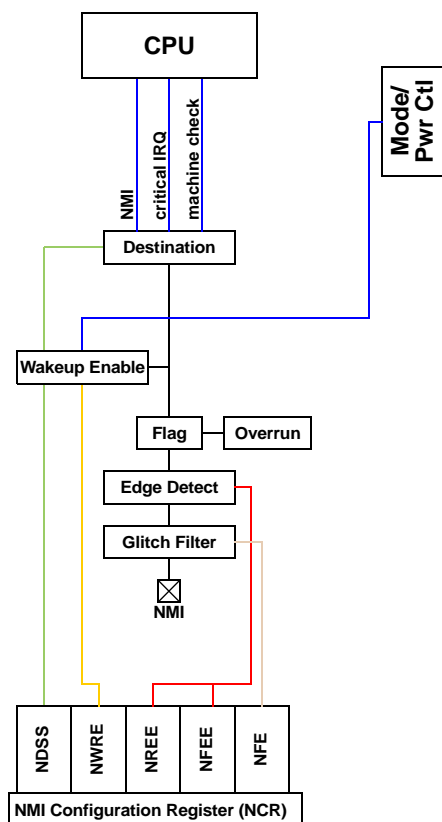 CPU
Mode/
Pwr Ctl
NMI
critical IRQ
machine check
Destination
Wakeup Enable
Flag
Overrun
Edge Detect
Glitch Filter
NMI
NDSS
NWRE
NREE
NFEE
NFE
NMI Configuration Register (NCR)